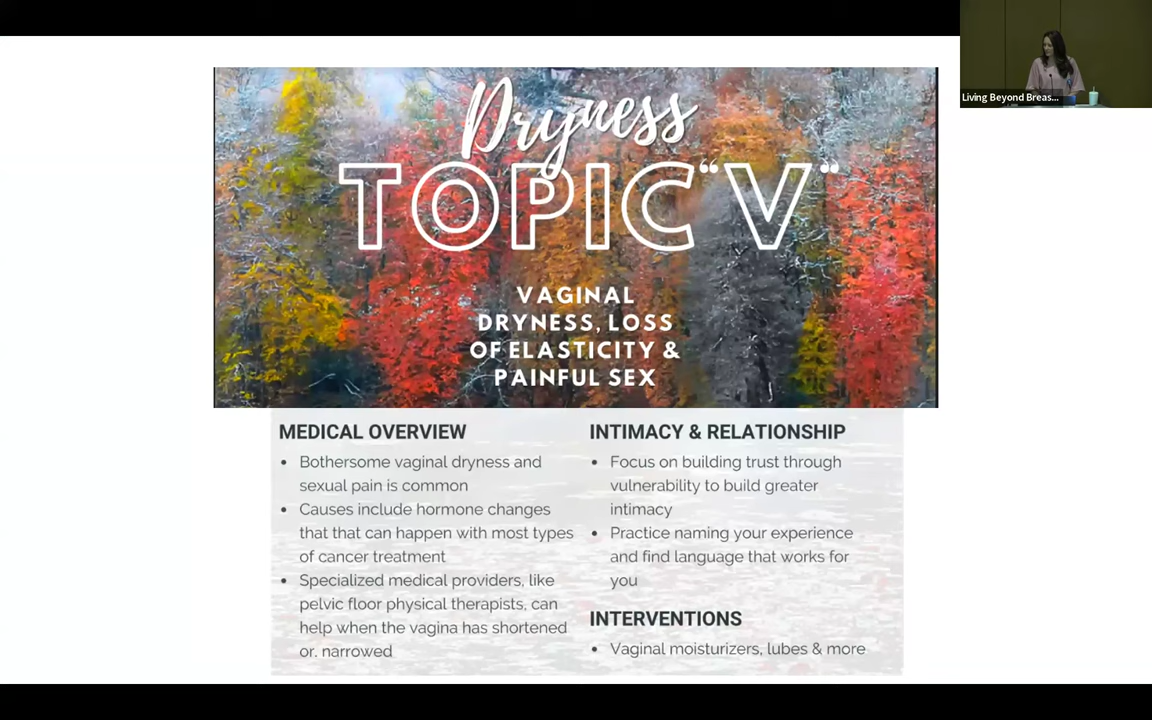 Dryness
TOPIC "V"
VAGINAL
DRYNESS, LOSS
OF ELASTICITY &
PAINFUL SEX
MEDICAL OVERVIEW
• Bothersome vaginal dryness and
sexual pain is common
• Causes include hormone changes
that that can happen with most types
of cancer treatment
• Specialized medical providers, like
pelvic floor physical therapists, can
help when the vagina has shortened
or. narrowed
INTIMACY & RELATIONSHIP
• Focus on building trust through
vulnerability to build greater
intimacy
• Practice naming your experience
and find language that works for
you
INTERVENTIONS
• Vaginal moisturizers, lubes & more
Living Beyond Breas...